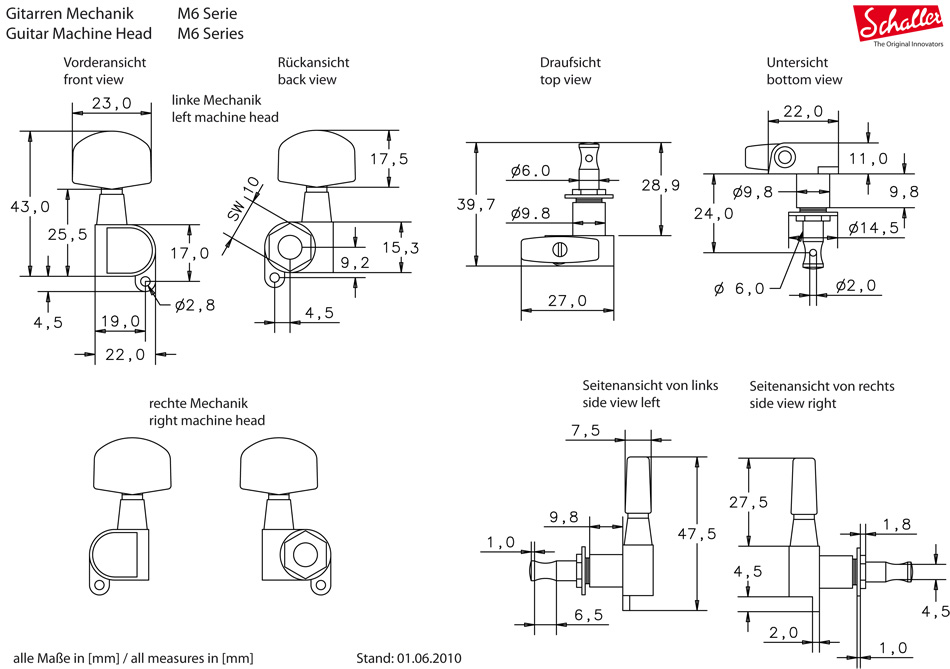 Gitarren Mechanik M6 Serie
Guitar Machine Head M6 Series
Schaller
The Original Innovators
Vorderansicht
front view
Rückansicht
back view
Draufsicht
top view
Untersicht
bottom view
linke Mechanik
left machine head
23,0
43,0
25,5
17,0
4,5
Ø2,8
19,0
22,0
17,5
SW 10
15,3
9,2
4,5
39,7
Ø6.0
Ø9.8
28,9
27,0
22,0
11,0
Ø9,8
9,8
24,0
Ø14,5
Ø 6,0
Ø2,0
rechte Mechanik
right machine head
Seitenansicht von links
side view left
Seitenansicht von rechts
side view right
7,5
9,8
1,0
47,5
6,5
27,5
1,8
4,5
4,5
2,0
1,0
alle Maße in [mm] / all measures in [mm]
Stand: 01.06.2010